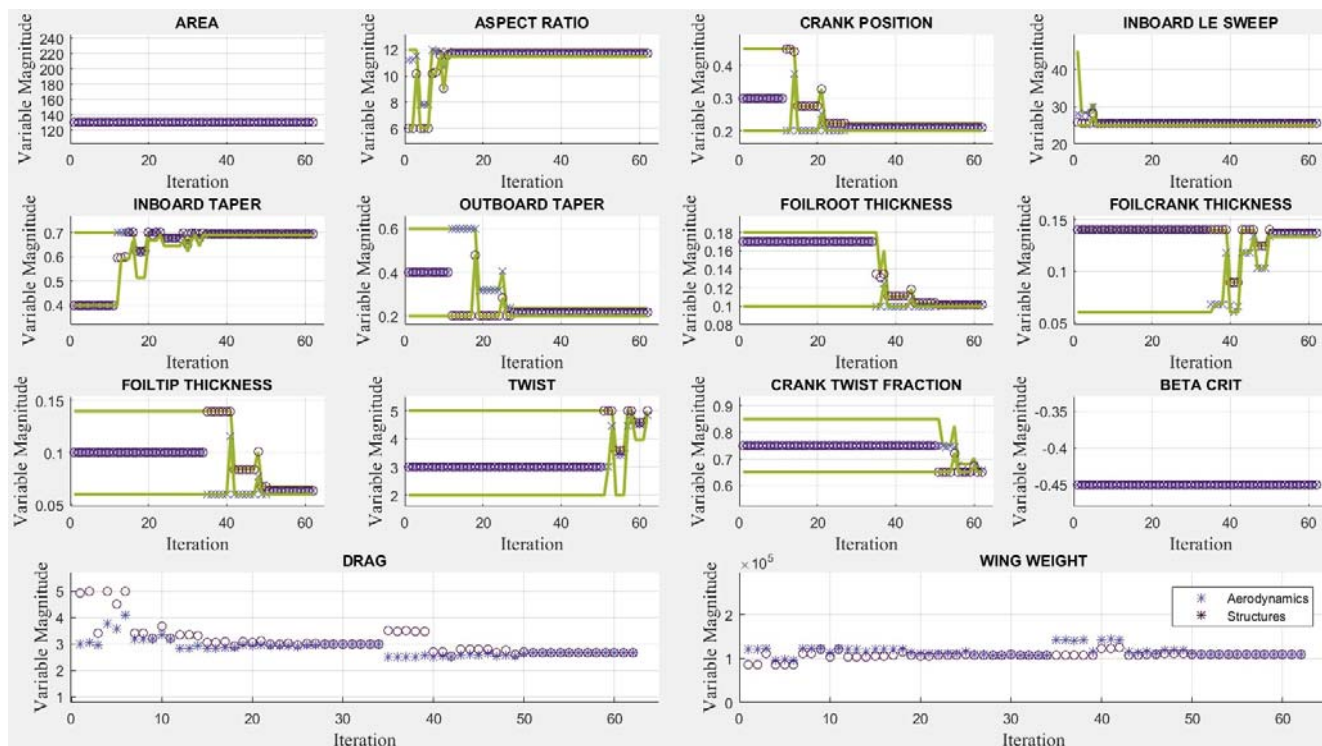 AREA
ASPECT RATIO
CRANK POSITION
INBOARD LE SWEEP
Variable Magnitude
240
220
200
180
160
140
120
0 20 40 60
Iteration
Variable Magnitude
12
10
8
6
0 20 40 60
Iteration
Variable Magnitude
0.4
0.3
0.2
0 20 40 60
Iteration
Variable Magnitude
40
30
20
0 20 40 60
Iteration
INBOARD TAPER
OUTBOARD TAPER
FOILROOT THICKNESS
FOILCRANK THICKNESS
Variable Magnitude
0.7
0.6
0.5
0.4
0 20 40 60
Iteration
Variable Magnitude
0.6
0.4
0.2
0 20 40 60
Iteration
Variable Magnitude
0.18
0.16
0.14
0.12
0.1
0.08
0 20 40 60
Iteration
Variable Magnitude
0.15
0.1
0.05
0 20 40 60
Iteration
FOILTIP THICKNESS
TWIST
CRANK TWIST FRACTION
BETA CRIT
Variable Magnitude
0.15
0.1
0.05
0 20 40 60
Iteration
Variable Magnitude
5
4
3
2
0 20 40 60
Iteration
Variable Magnitude
0.9
0.8
0.7
0.6
0 20 40 60
Iteration
Variable Magnitude
-0.35
-0.4
-0.45
0 20 40 60
Iteration
DRAG
WING WEIGHT
Variable Magnitude
5
4
3
2
1
0 10 20 30 40 50 60
Iteration
Variable Magnitude
× 10^5
2
1
0
0 10 20 30 40 50 60
Iteration
Aerodynamics
Structures